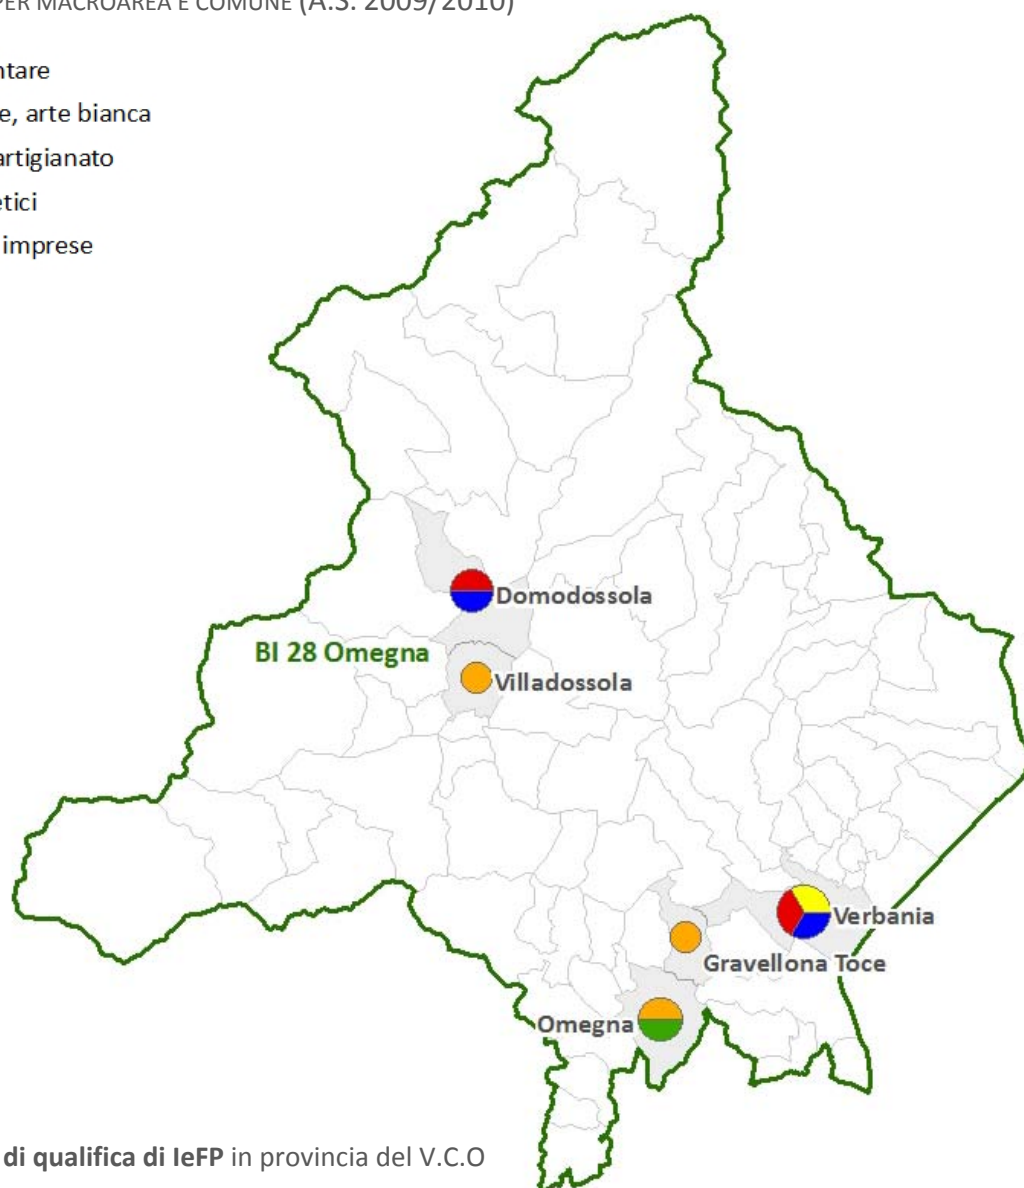 PER MACROAREA E COMUNE (A.S. 2009/2010)
ntare
e, arte bianca
artigianato
etici
imprese
Domodossola
BI 28 Omegna
Villadossola
Verbania
Gravellona Toce
Omegna
di qualifica di IeFP in provincia del V.C.O